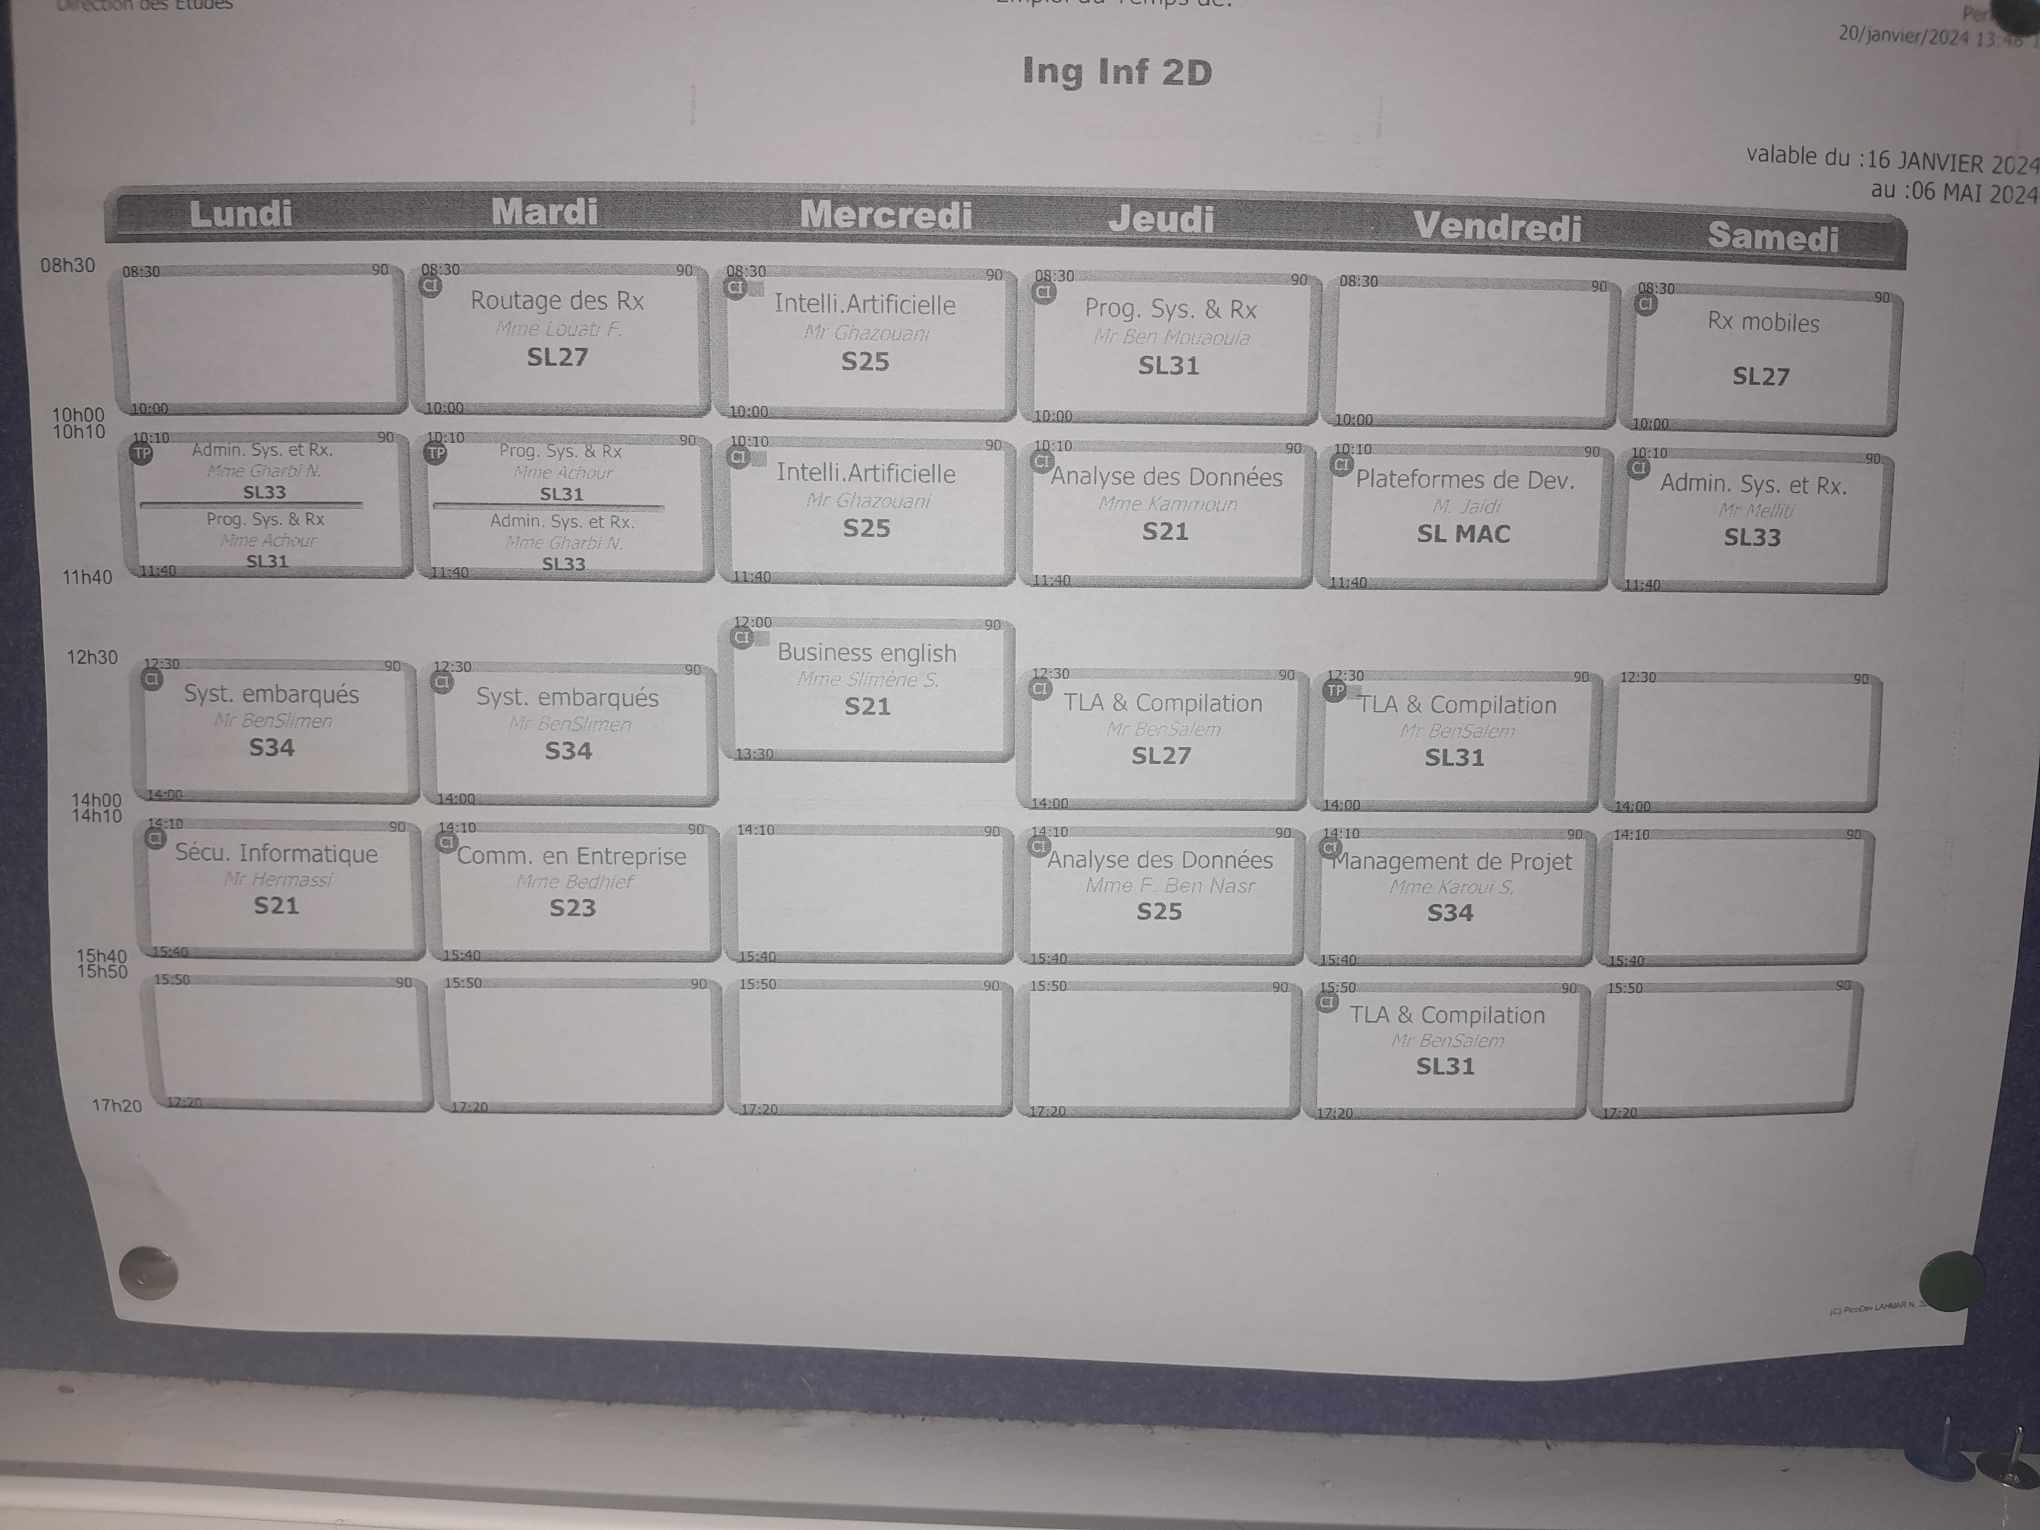 Direction des Etudes
Emploi du Temps de:
20/janvier/2024 13:48
Ing Inf 2D
valable du :16 JANVIER 2024
au :06 MAI 2024
Lundi Mardi Mercredi Jeudi Vendredi Samedi
08h30
08:30 90 08:30 90 08:30 90 08:30 90 08:30 90 08:30 90
CI CI CI CI
Routage des Rx Intelli.Artificielle Prog. Sys. & Rx Rx mobiles
Mme Louati F. Mr Ghazouani Mr Ben Mouaouia
SL27 S25 SL31 SL27
10:00 10:00 10:00 10:00 10:00 10:00
10h00
10h10
10:10 90 10:10 90 10:10 90 10:10 90 10:10 90 10:10 90
TP TP CI CI CI CI
Admin. Sys. et Rx. Prog. Sys. & Rx Intelli.Artificielle Analyse des Données Plateformes de Dev. Admin. Sys. et Rx.
Mme Gharbi N. Mme Achour Mr Ghazouani Mme Kammoun M. Jaidi Mr Melliti
SL33 SL31 S25 S21 SL MAC SL33
Prog. Sys. & Rx Admin. Sys. et Rx.
Mme Achour Mme Gharbi N.
SL31 SL33
11:40 11:40 11:40 11:40 11:40 11:40
11h40
12:00 90
CI
Business english
Mme Slimène S.
S21
13:30
12h30
12:30 90 12:30 90 12:30 90 12:30 90 12:30 90
CI CI CI TP
Syst. embarqués Syst. embarqués TLA & Compilation TLA & Compilation
Mr BenSlimen Mr BenSlimen Mr BenSalem Mr BenSalem
S34 S34 SL27 SL31
14:00 14:00 14:00 14:00 14:00
14h00
14h10
14:10 90 14:10 90 14:10 90 14:10 90 14:10 90 14:10 90
CI CI CI CI
Sécu. Informatique Comm. en Entreprise Analyse des Données Management de Projet
Mr Hermassi Mme Bedhief Mme F. Ben Nasr Mme Karoui S.
S21 S23 S25 S34
15:40 15:40 15:40 15:40 15:40 15:40
15h40
15h50
15:50 90 15:50 90 15:50 90 15:50 90 15:50 90 15:50 90
CI
TLA & Compilation
Mr BenSalem
SL31
17:20 17:20 17:20 17:20 17:20 17:20
17h20
(C) PicoDev LAHMAR N.